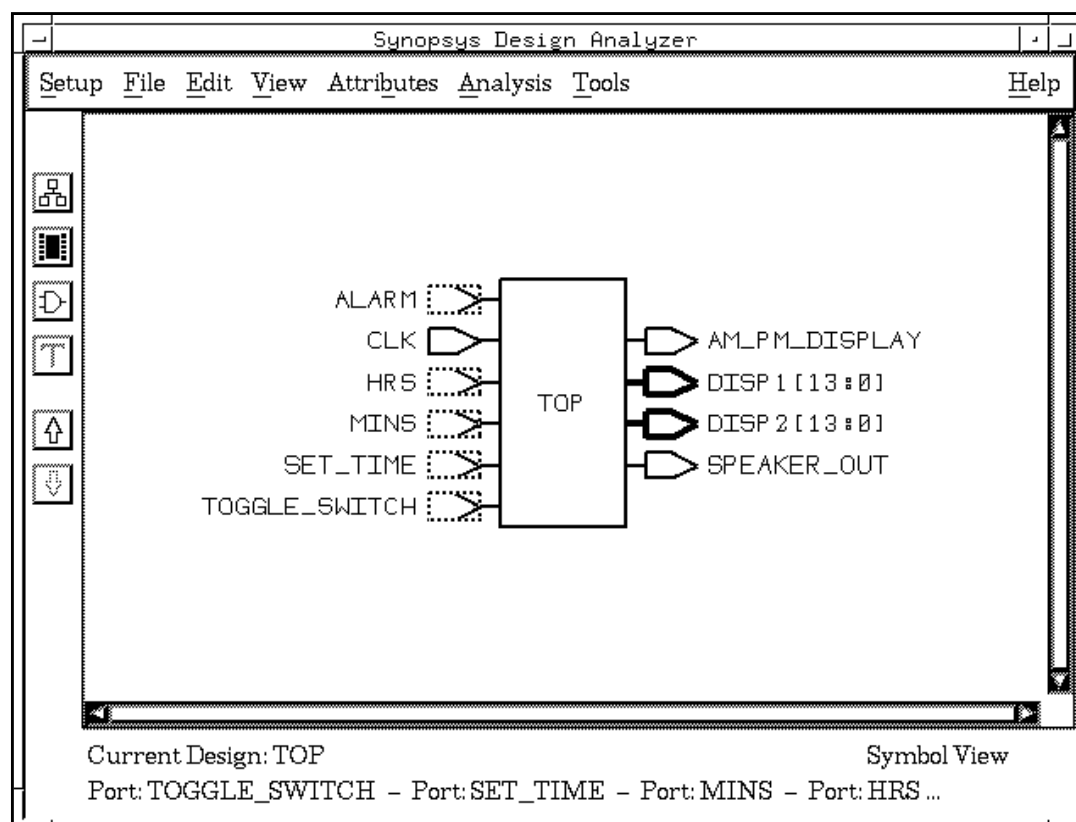 Synopsys Design Analyzer
Setup File Edit View Attributes Analysis Tools Help
ALARM
CLK
HRS
MINS
SET_TIME
TOGGLE_SWITCH
TOP
AM_PM_DISPLAY
DISP1[13:0]
DISP2[13:0]
SPEAKER_OUT
Current Design: TOP Symbol View
Port: TOGGLE_SWITCH – Port: SET_TIME – Port: MINS – Port: HRS ...